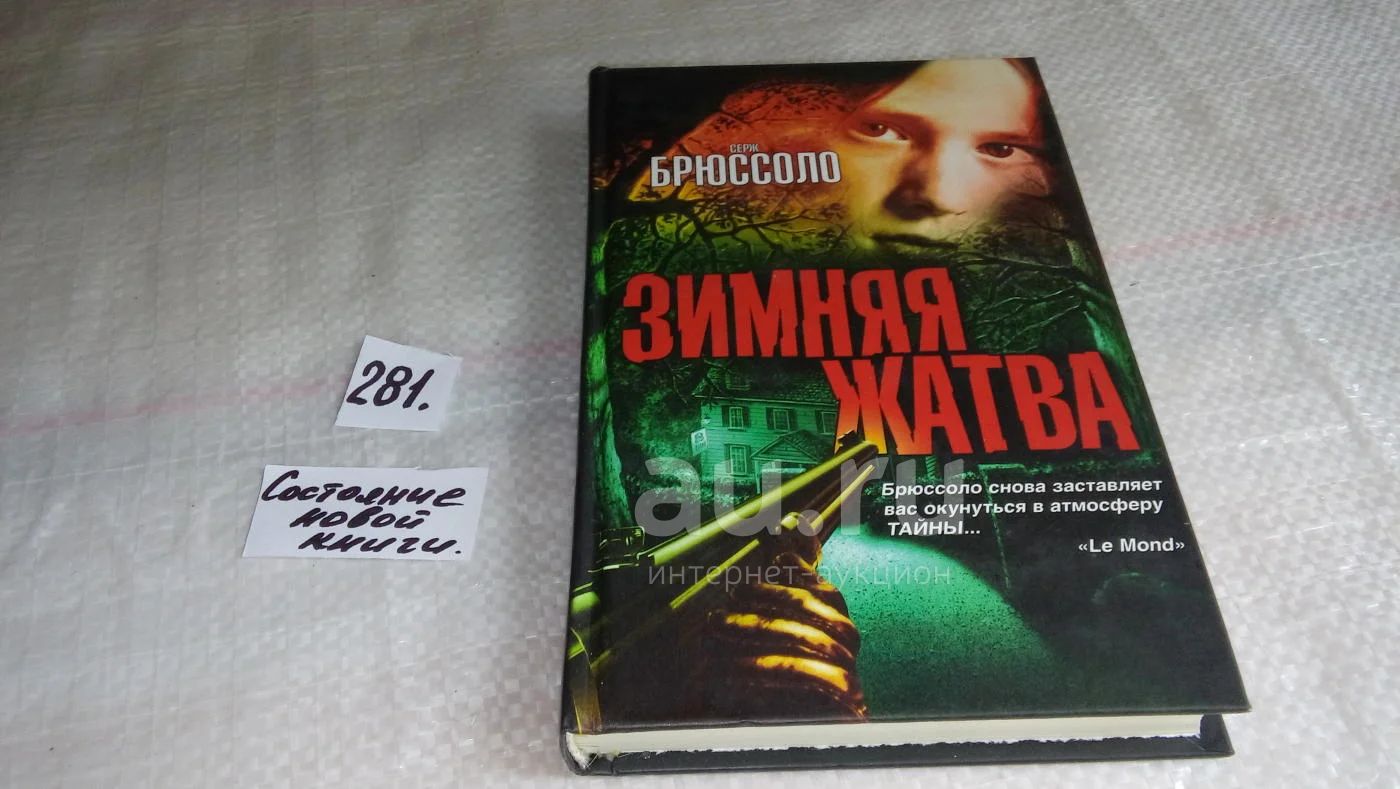 СЕРЖ
БРЮССОЛО
ЗИМНЯЯ
ЖАТВА
Брюссоло снова заставляет
вас окунуться в атмосферу
ТАЙНЫ...
«Le Mond»
281.
Состояние
новой
книги.
au.ru
интернет-аукцион